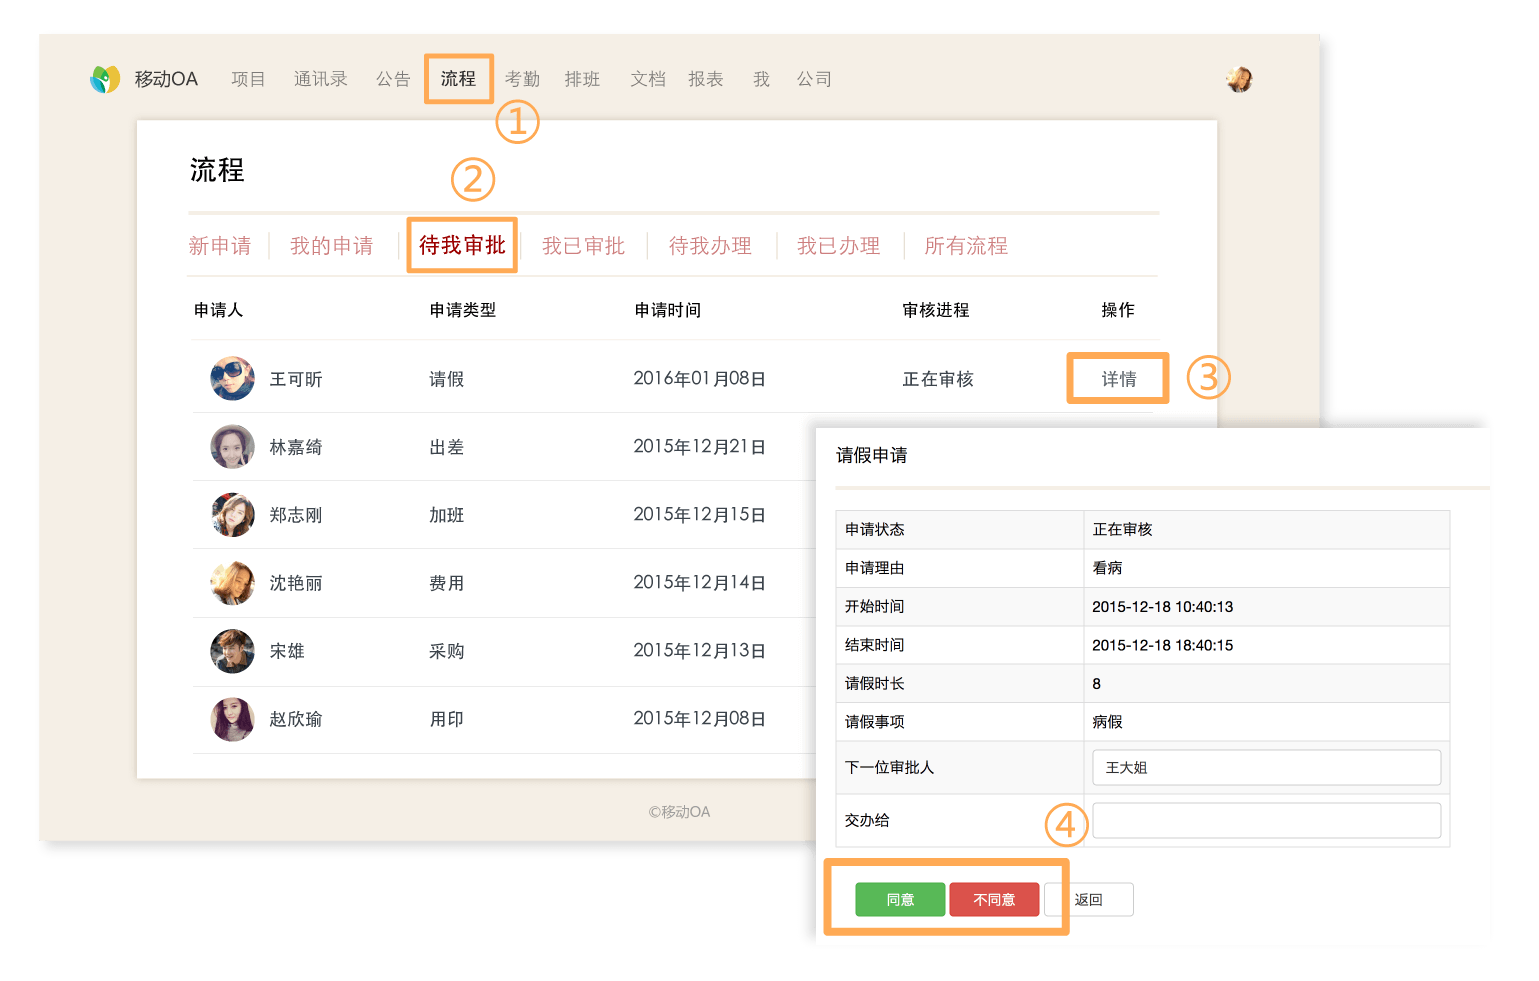 移动OA 项目 通讯录 公告 流程 考勤 排班 文档 报表 我 公司
①
流程
②
新申请 我的申请 待我审批 我已审批 待我办理 我已办理 所有流程
申请人 申请类型 申请时间 审核进程 操作
王可昕 请假 2016年01月08日 正在审核 详情
③
林嘉绮 出差 2015年12月21日
郑志刚 加班 2015年12月15日
沈艳丽 费用 2015年12月14日
宋雄 采购 2015年12月13日
赵欣瑜 用印 2015年12月08日
©移动OA
请假申请
申请状态 正在审核
申请理由 看病
开始时间 2015-12-18 10:40:13
结束时间 2015-12-18 18:40:15
请假时长 8
请假事项 病假
下一位审批人 王大姐
交办给
④
同意 不同意 返回